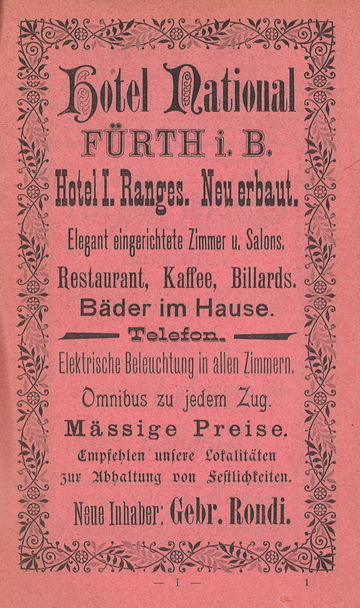 Hotel National
FÜRTH i. B.
Hotel I. Ranges. Neu erbaut.
Elegant eingerichtete Zimmer u. Salons.
Restaurant, Kaffee, Billards.
Bäder im Hause.
Telefon.
Elektrische Beleuchtung in allen Zimmern.
Omnibus zu jedem Zug.
Mässige Preise.
Empfehlen unsere Lokalitäten
zur Abhaltung von Festlichkeiten.
Neue Inhaber: Gebr. Rondi.
— I — 1